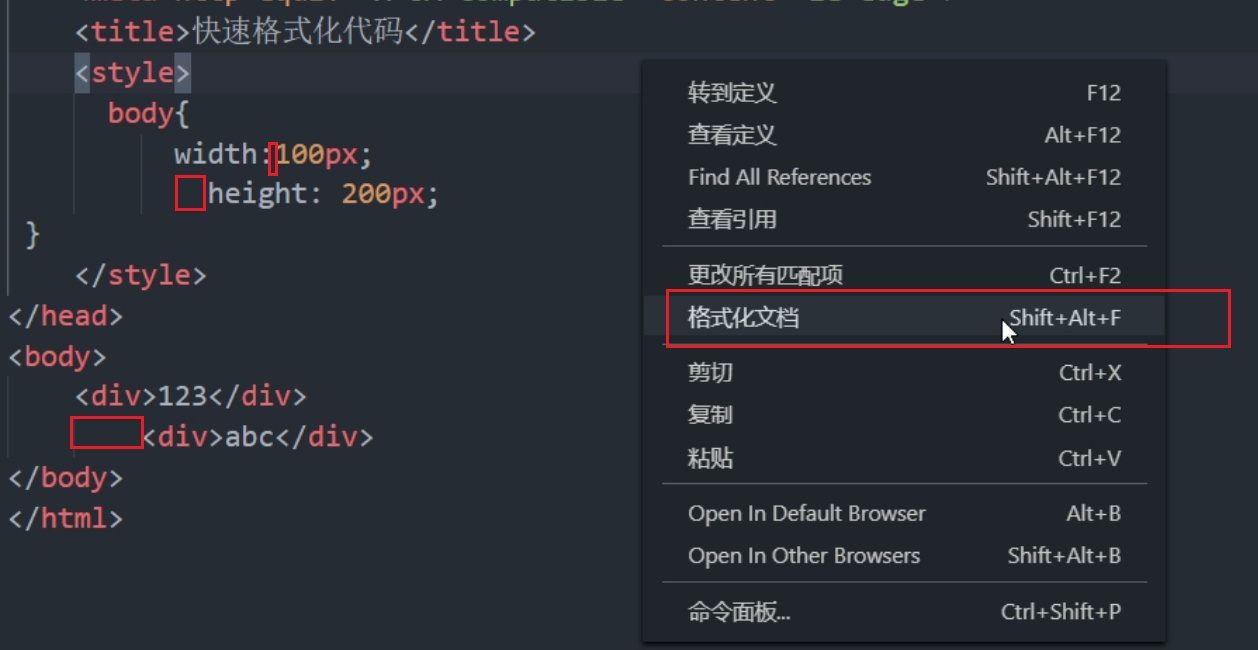 <title>快速格式化代码</title>
<style>
body{
width:100px;
height: 200px;
}
</style>
</head>
<body>
<div>123</div>
<div>abc</div>
</body>
</html>
转到定义 F12
查看定义 Alt+F12
Find All References Shift+Alt+F12
查看引用 Shift+F12
更改所有匹配项 Ctrl+F2
格式化文档 Shift+Alt+F
剪切 Ctrl+X
复制 Ctrl+C
粘贴 Ctrl+V
Open In Default Browser Alt+B
Open In Other Browsers Shift+Alt+B
命令面板... Ctrl+Shift+P